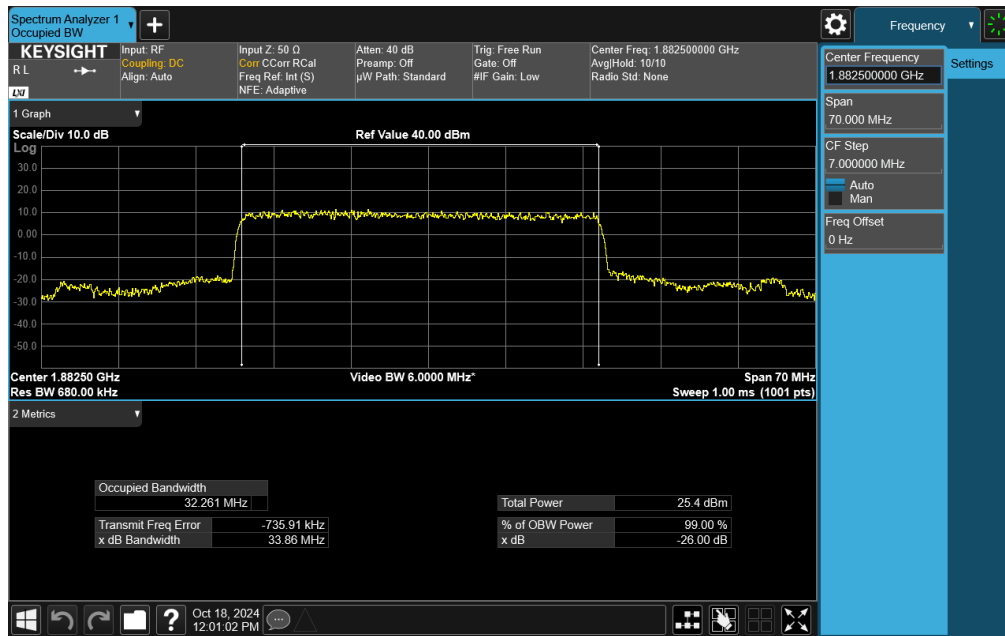 Spectrum Analyzer 1
Occupied BW
Frequency
KEYSIGHT
R L
LXI
Input: RF
Coupling: DC
Align: Auto
Input Z: 50 Ω
Corr CCorr RCal
Freq Ref: Int (S)
NFE: Adaptive
Atten: 40 dB
Preamp: Off
µW Path: Standard
Trig: Free Run
Gate: Off
#IF Gain: Low
Center Freq: 1.882500000 GHz
Avg|Hold: 10/10
Radio Std: None
Center Frequency
1.882500000 GHz
Settings
Span
70.000 MHz
CF Step
7.000000 MHz
Auto
Man
Freq Offset
0 Hz
1 Graph
Scale/Div 10.0 dB
Ref Value 40.00 dBm
Log
30.0
20.0
10.0
0.00
-10.0
-20.0
-30.0
-40.0
-50.0
Center 1.88250 GHz
Video BW 6.0000 MHz*
Span 70 MHz
Res BW 680.00 kHz
Sweep 1.00 ms (1001 pts)
2 Metrics
Occupied Bandwidth
32.261 MHz
Total Power 25.4 dBm
Transmit Freq Error -735.91 kHz
% of OBW Power 99.00 %
x dB Bandwidth 33.86 MHz
x dB -26.00 dB
Oct 18, 2024
12:01:02 PM